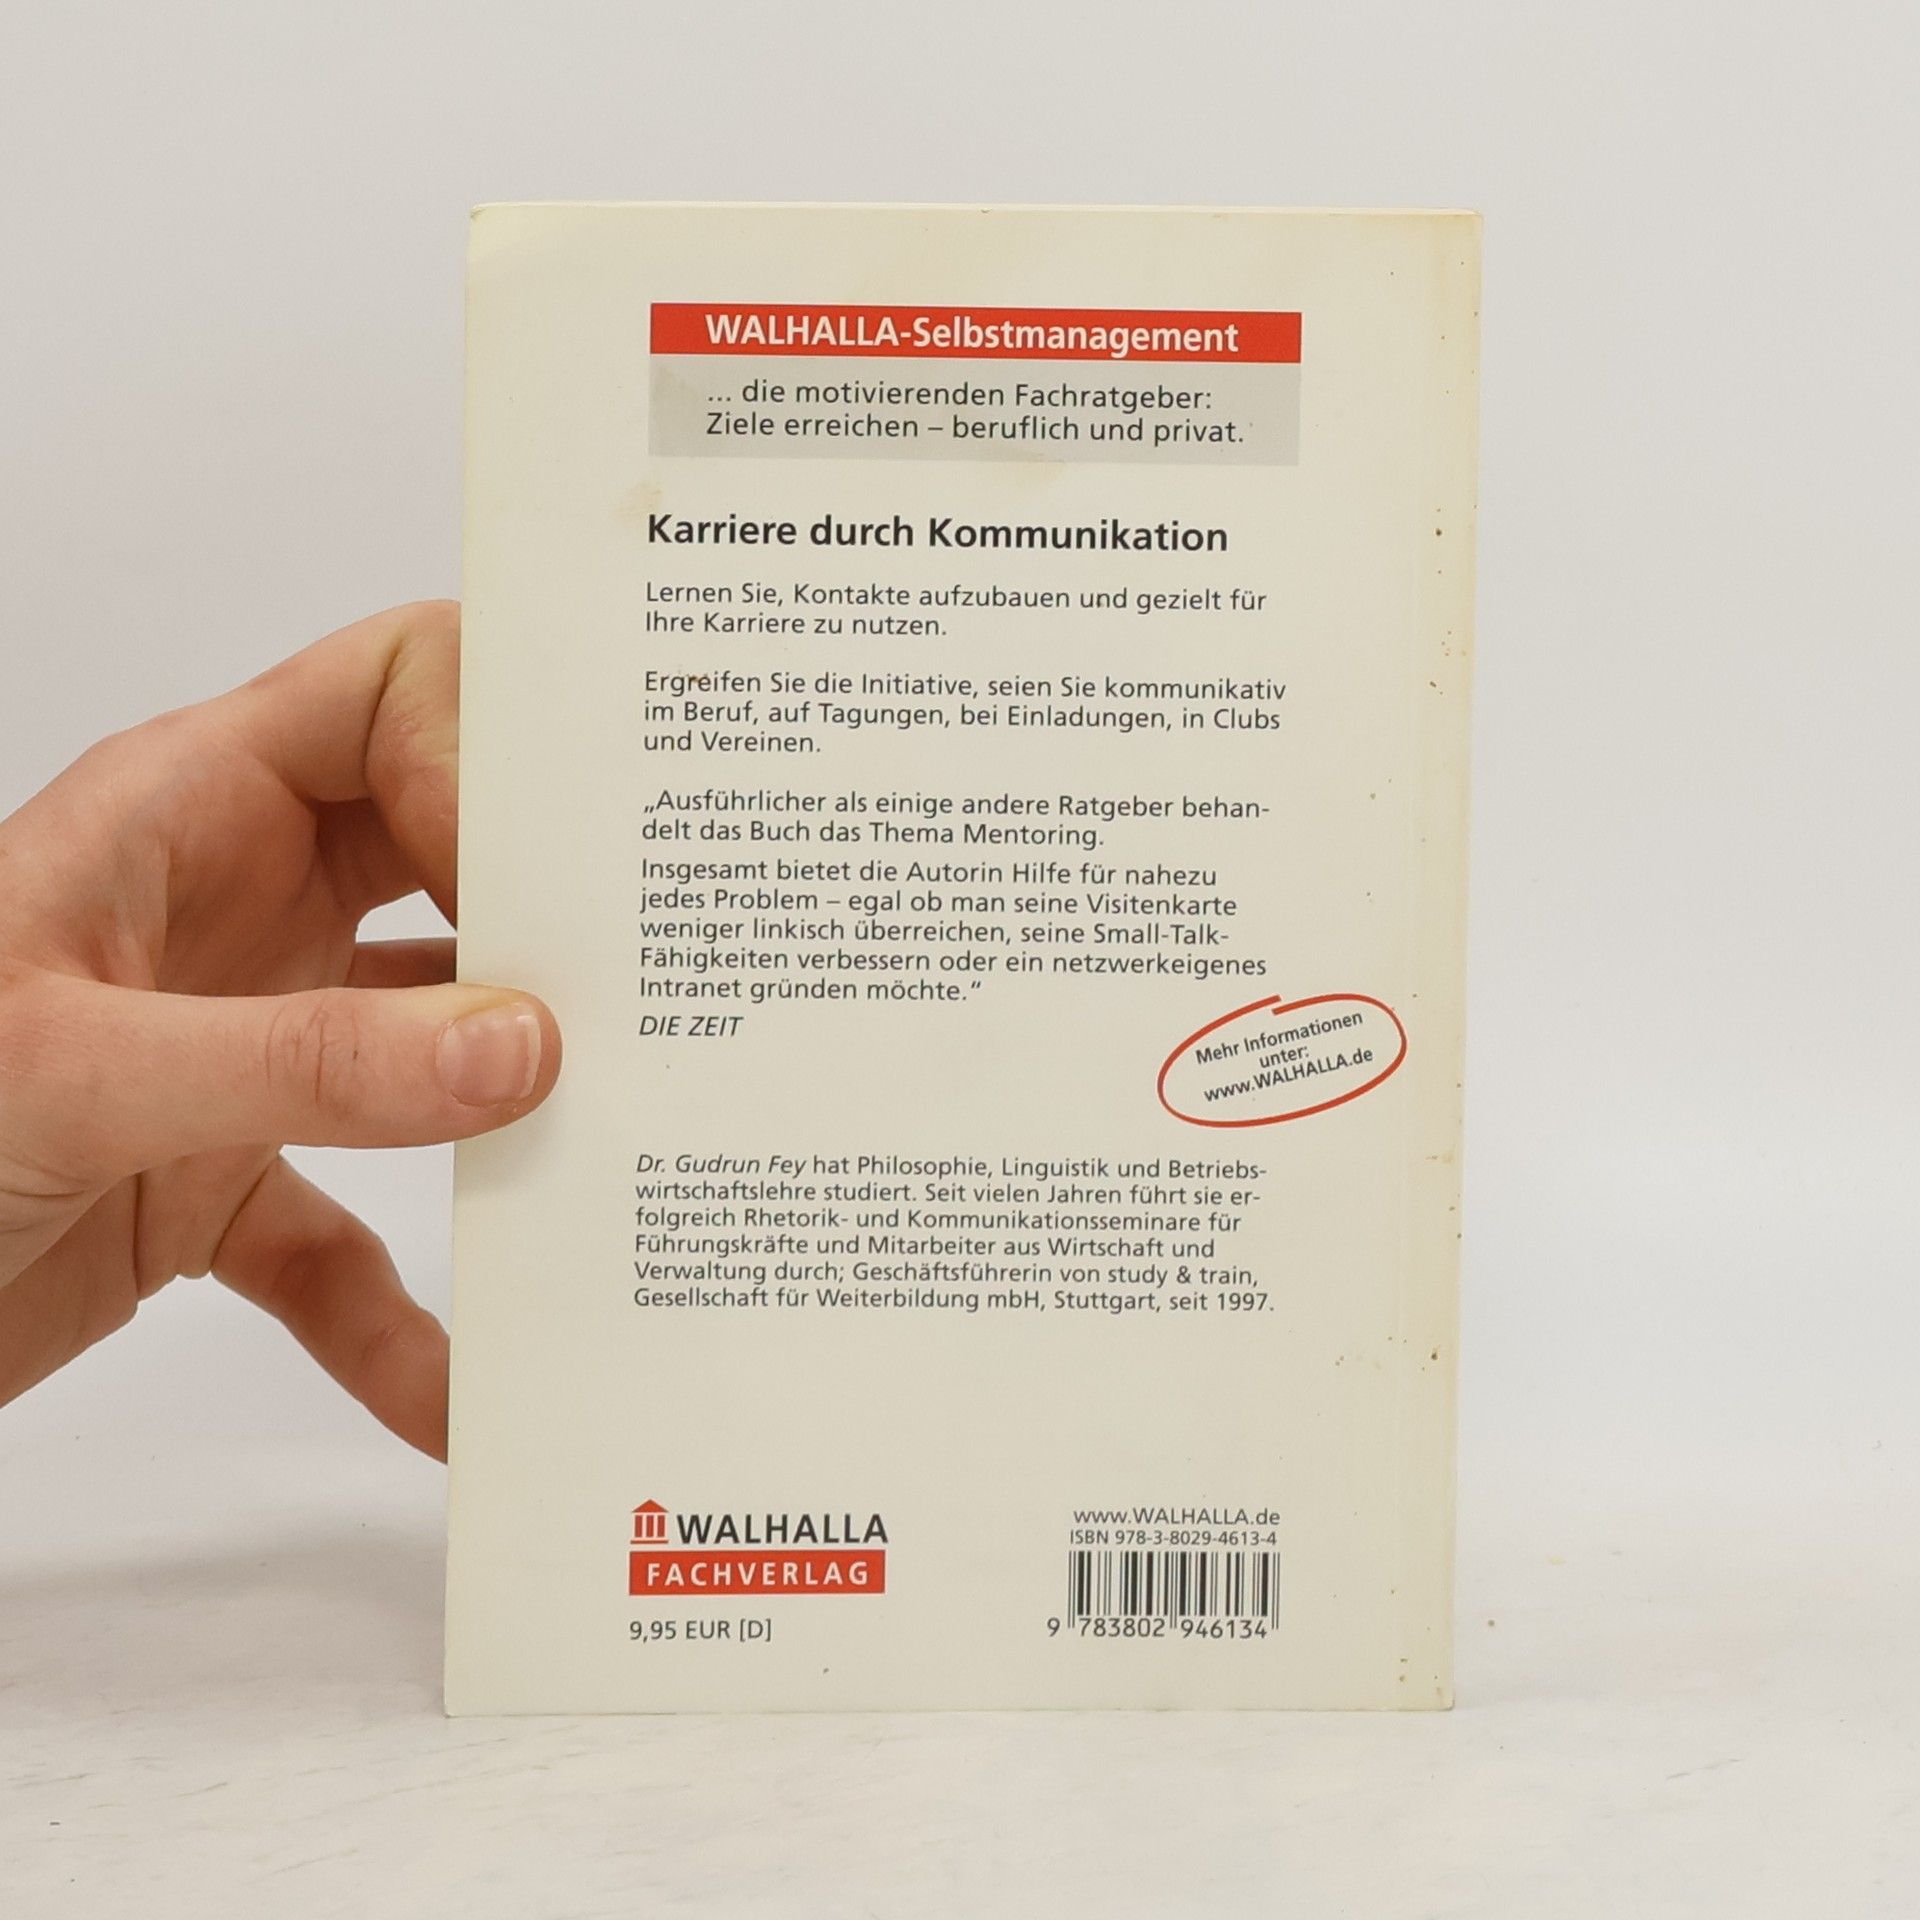 WALHALLA-Selbstmanagement
... die motivierenden Fachratgeber:
Ziele erreichen – beruflich und privat.
Karriere durch Kommunikation
Lernen Sie, Kontakte aufzubauen und gezielt für
Ihre Karriere zu nutzen.
Ergreifen Sie die Initiative, seien Sie kommunikativ
im Beruf, auf Tagungen, bei Einladungen, in Clubs
und Vereinen.
„Ausführlicher als einige andere Ratgeber behan-
delt das Buch das Thema Mentoring.
Insgesamt bietet die Autorin Hilfe für nahezu
jedes Problem – egal ob man seine Visitenkarte
weniger linkisch überreichen, seine Small-Talk-
Fähigkeiten verbessern oder ein netzwerkeigenes
Intranet gründen möchte.“
DIE ZEIT
Mehr Informationen
unter:
www.WALHALLA.de
Dr. Gudrun Fey hat Philosophie, Linguistik und Betriebs-
wirtschaftslehre studiert. Seit vielen Jahren führt sie er-
folgreich Rhetorik- und Kommunikationsseminare für
Führungskräfte und Mitarbeiter aus Wirtschaft und
Verwaltung durch; Geschäftsführerin von study & train,
Gesellschaft für Weiterbildung mbH, Stuttgart, seit 1997.
WALHALLA
FACHVERLAG
9,95 EUR [D]
www.WALHALLA.de
ISBN 978-3-8029-4613-4
9 783802 946134